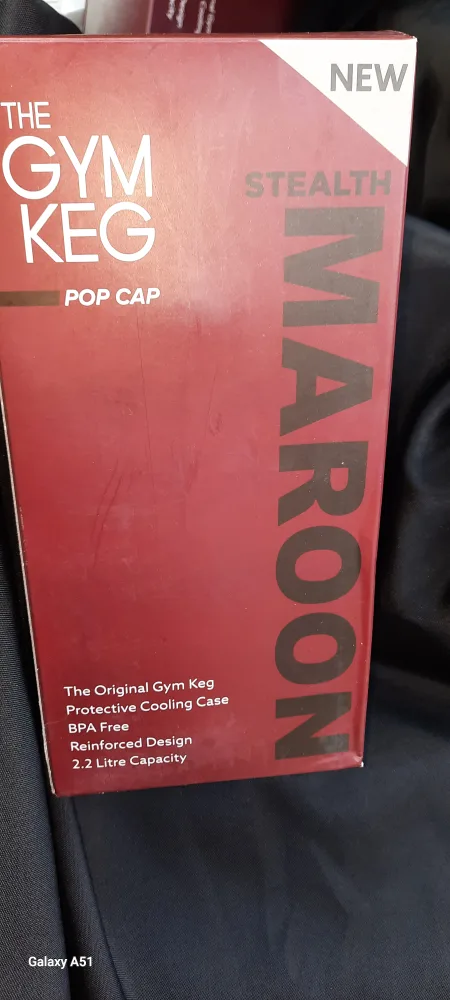 THE
GYM
KEG
POP CAP
NEW
STEALTH
MAROON
The Original Gym Keg
Protective Cooling Case
BPA Free
Reinforced Design
2.2 Litre Capacity
Galaxy A51